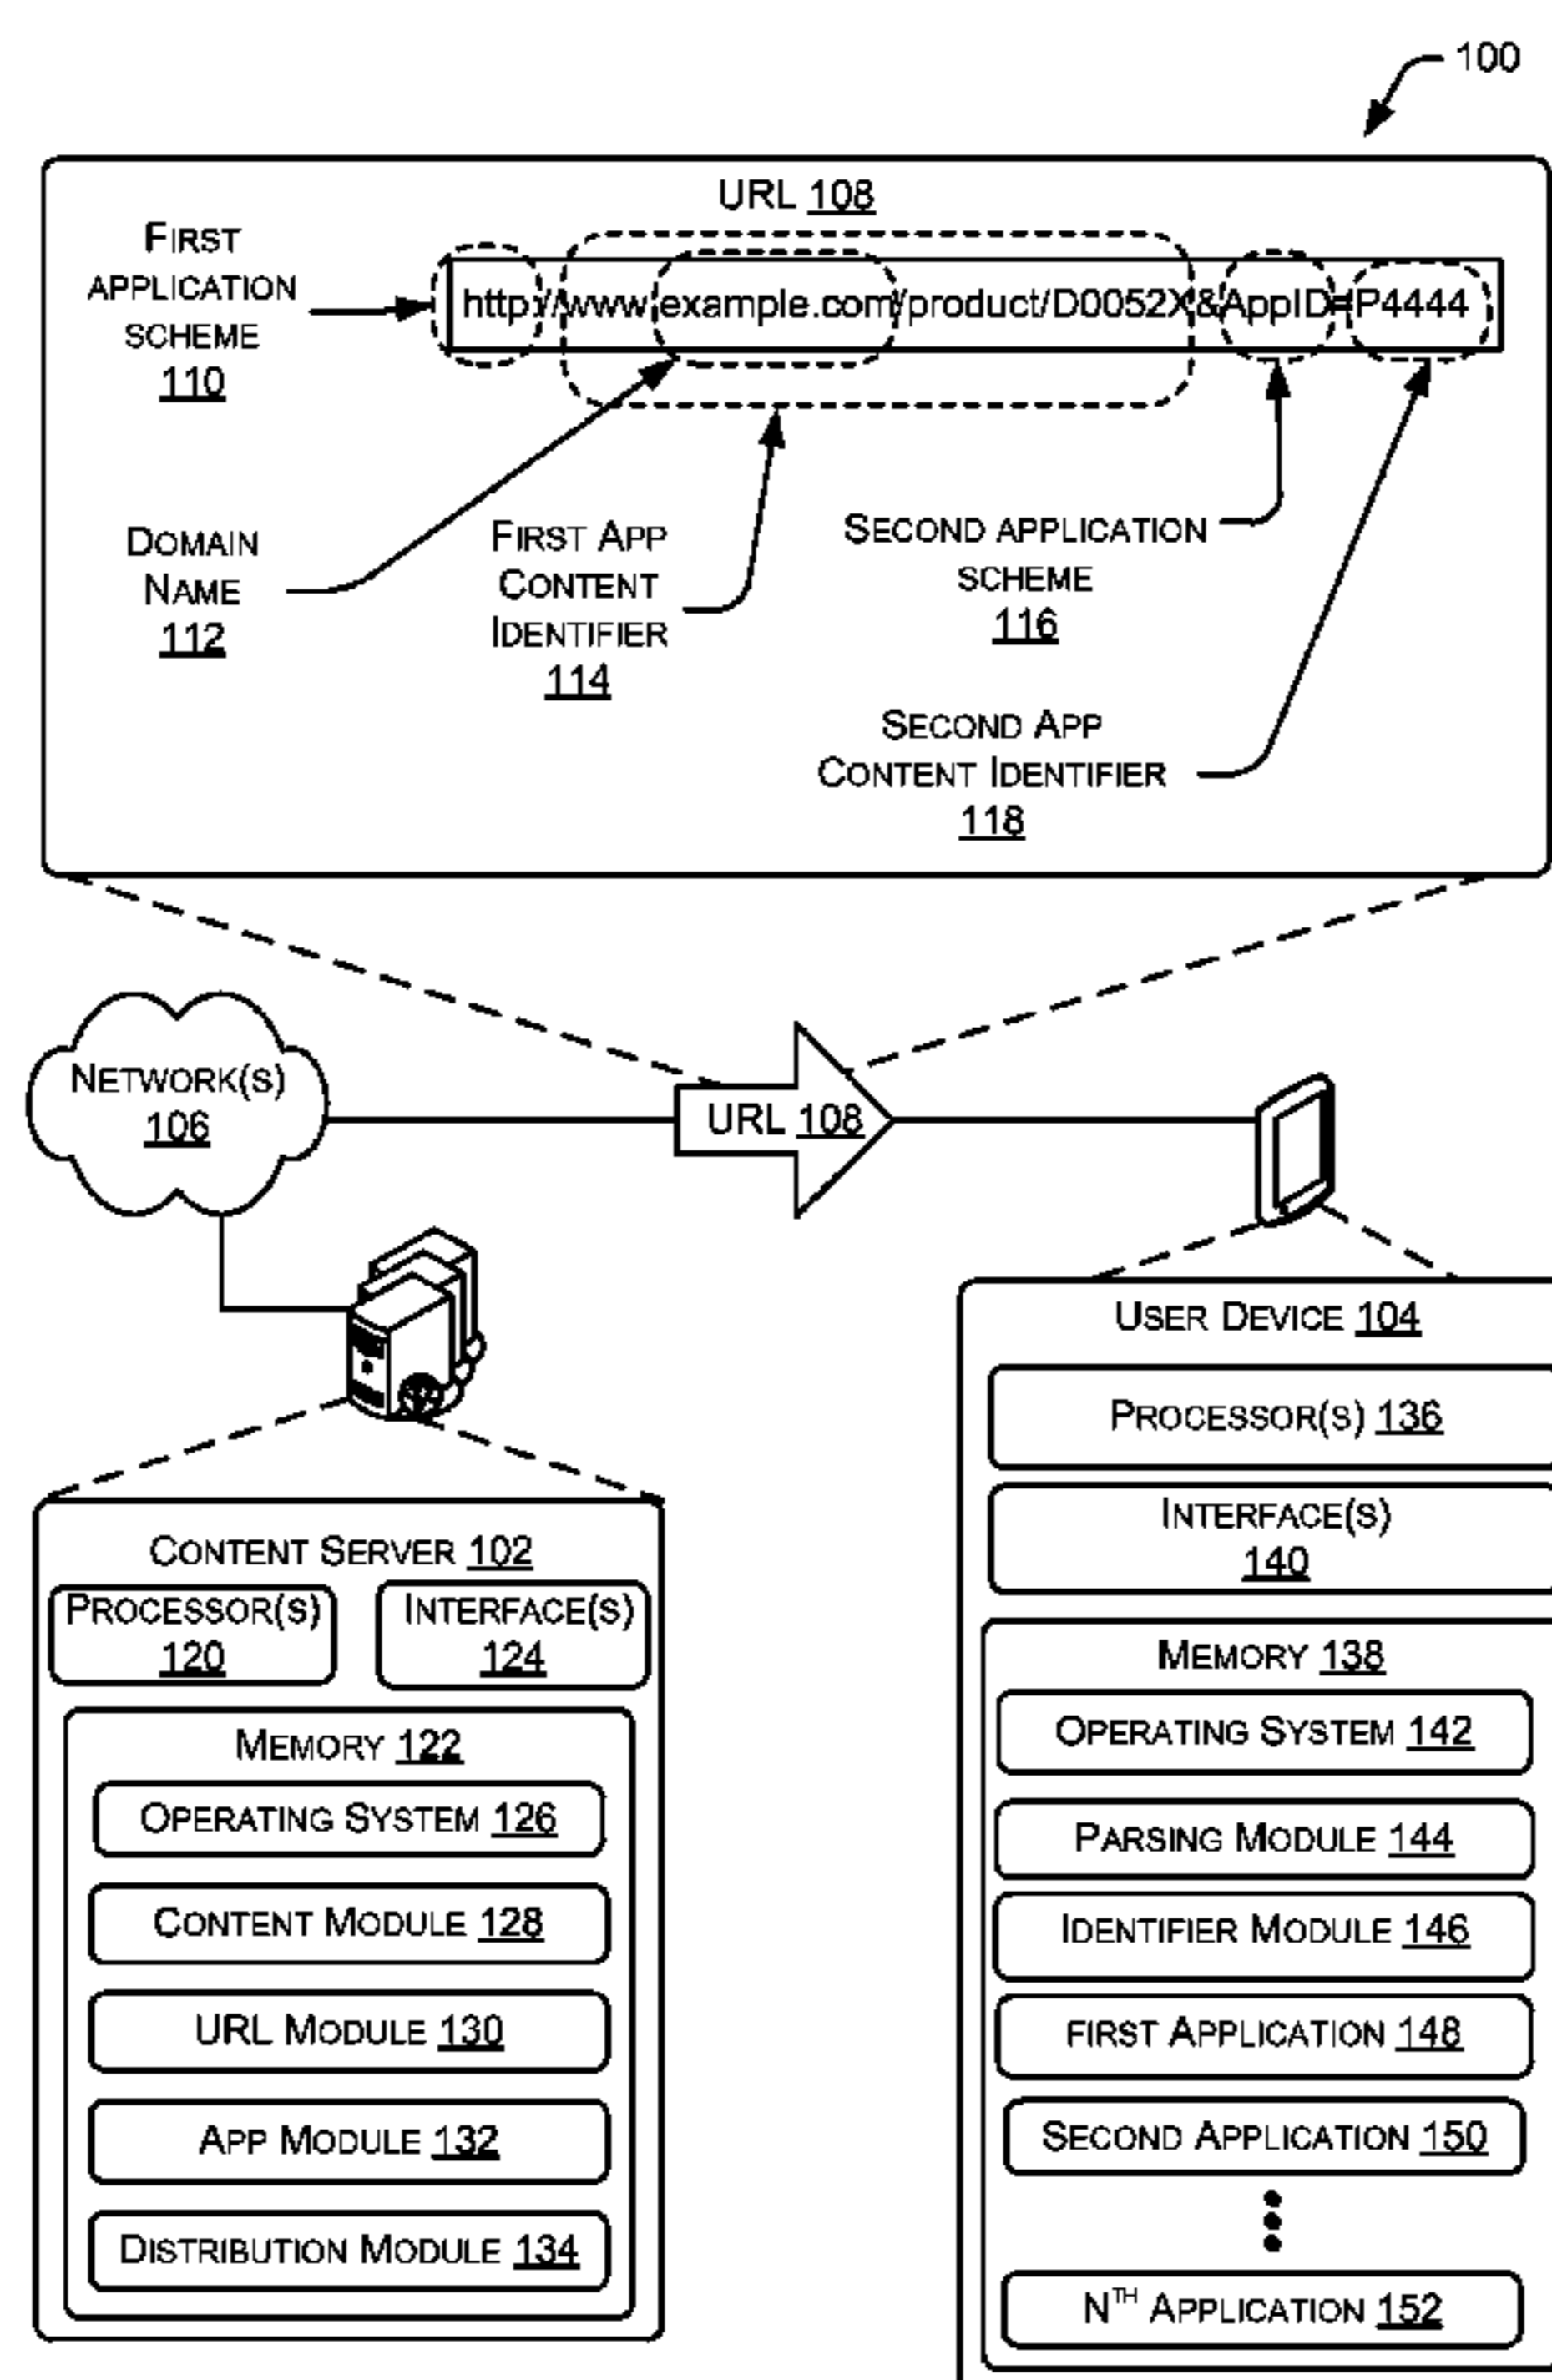 100
URL 108
FIRST
APPLICATION
SCHEME
110
http://www.example.com/product/D0052X&AppID=P4444
DOMAIN
NAME
112
FIRST APP
CONTENT
IDENTIFIER
114
SECOND APPLICATION
SCHEME
116
SECOND APP
CONTENT IDENTIFIER
118
NETWORK(S)
106
URL 108
CONTENT SERVER 102
PROCESSOR(S)
120
INTERFACE(S)
124
MEMORY 122
OPERATING SYSTEM 126
CONTENT MODULE 128
URL MODULE 130
APP MODULE 132
DISTRIBUTION MODULE 134
USER DEVICE 104
PROCESSOR(S) 136
INTERFACE(S)
140
MEMORY 138
OPERATING SYSTEM 142
PARSING MODULE 144
IDENTIFIER MODULE 146
FIRST APPLICATION 148
SECOND APPLICATION 150
NTH APPLICATION 152